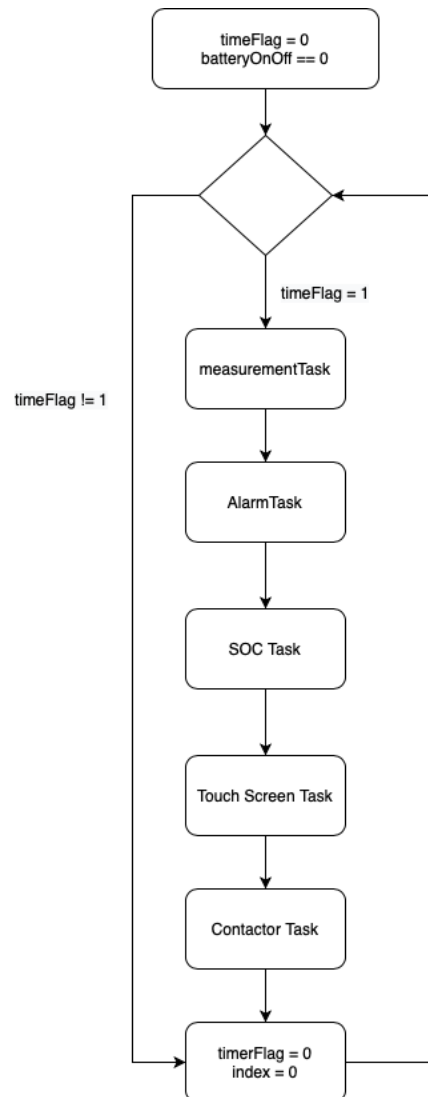 timeFlag = 0
batteryOnOff == 0
timeFlag = 1
measurementTask
timeFlag != 1
AlarmTask
SOC Task
Touch Screen Task
Contactor Task
timerFlag = 0
index = 0